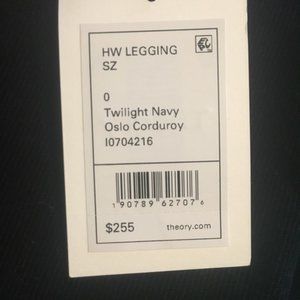 HW LEGGING
SZ
0
Twilight Navy
Oslo Corduroy
I0704216
1 90789 62707 6
$255 theory.com